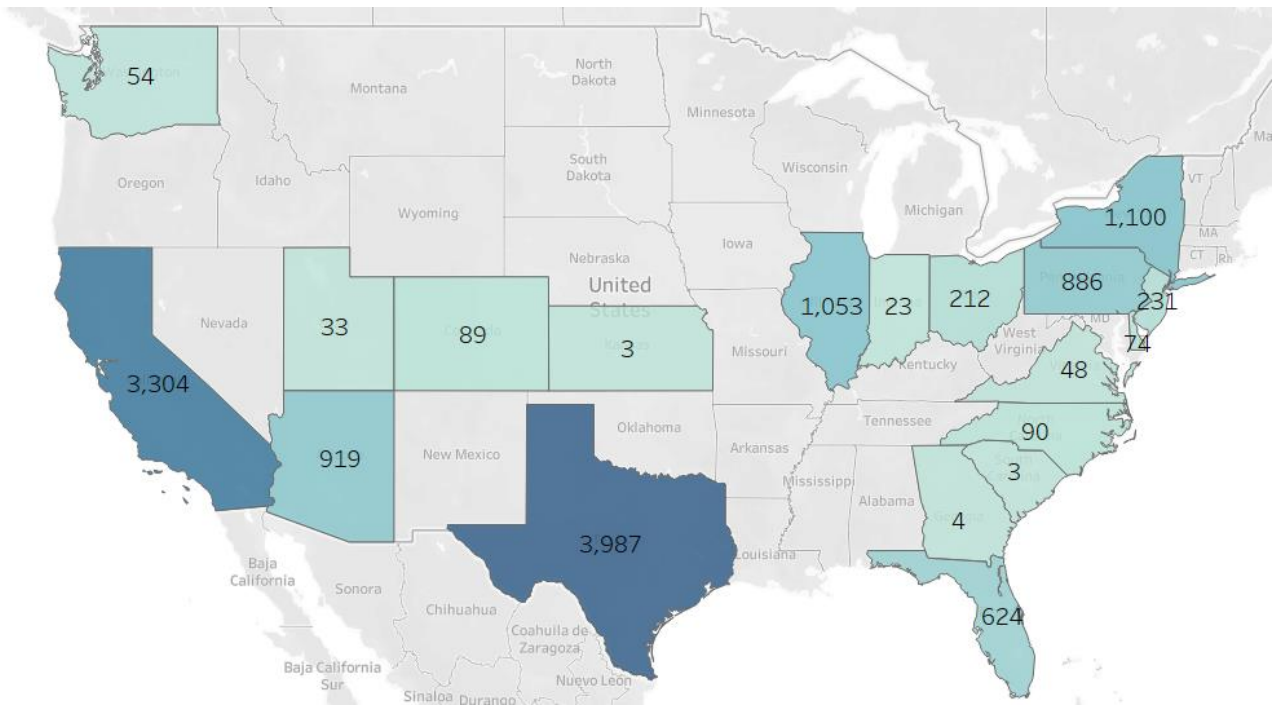 54
North
Dakota
Montana
Minnesota
Ma
South
Dakota
Wisconsin
VT
Oregon
Idaho
Michigan
Wyoming
1,100
MA
Iowa
CT
Nebraska
United
States
886
231
Nevada
33
89
3
1,053
23
212
MD
West
Virginia
74
Missouri
Kentucky
48
3,304
Oklahoma
Tennessee
90
919
New Mexico
Arkansas
3
Mississippi
Alabama
4
3,987
Louisiana
Baja
California
Sonora
Chihuahua
624
Coahuila de
Zaragoza
Baja California
Sur
Nuevo León
Sinaloa
Durango